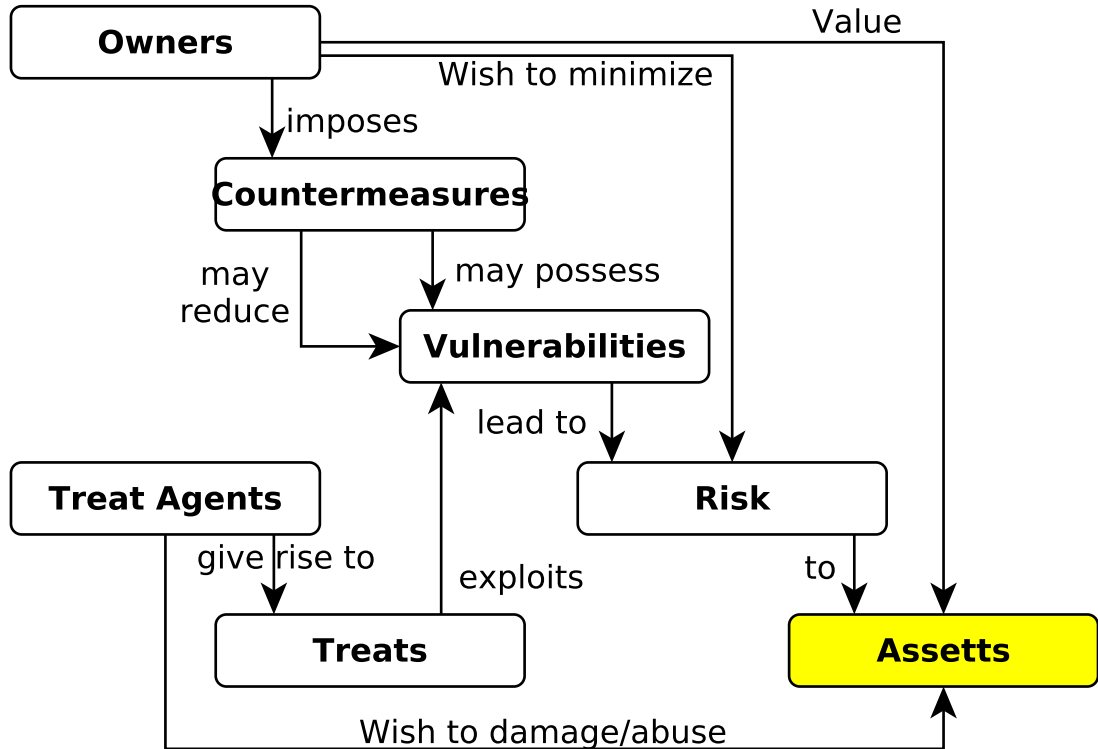 Owners
Value
Wish to minimize
imposes
Countermeasures
may
reduce
may possess
Vulnerabilities
lead to
Treat Agents
Risk
give rise to
exploits
to
Treats
Assetts
Wish to damage/abuse